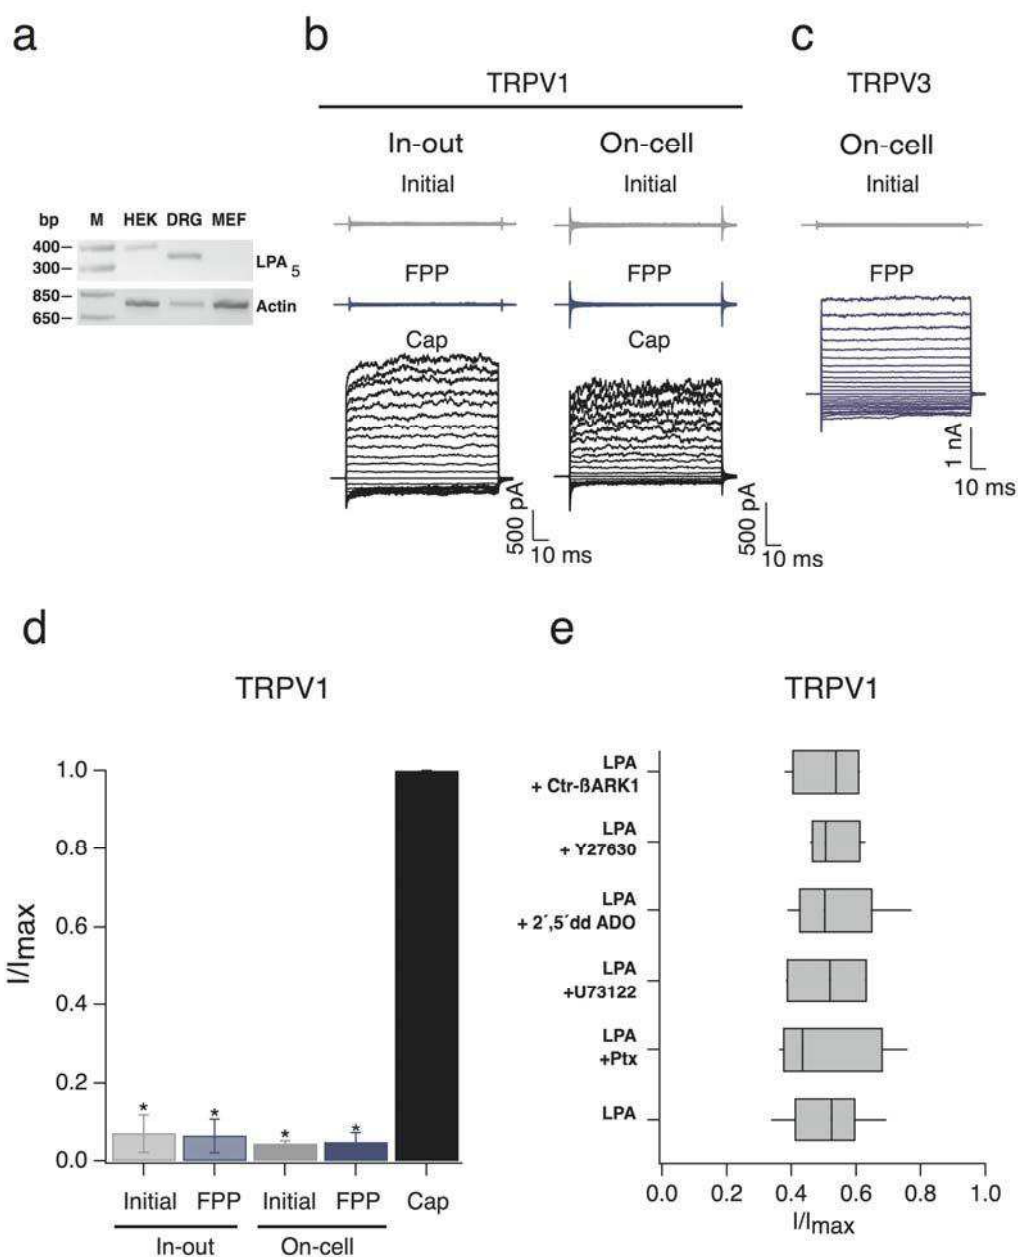 a
bp M HEK DRG MEF
400
300
LPA 5
850
650
Actin
b
TRPV1
In-out
On-cell
Initial
Initial
FPP
FPP
Cap
Cap
500 pA
10 ms
500 pA
10 ms
c
TRPV3
On-cell
Initial
FPP
1 nA
10 ms
d
TRPV1
I/Imax
1.0
0.8
0.6
0.4
0.2
0.0
*
*
*
*
Initial FPP Initial FPP Cap
In-out On-cell
e
TRPV1
LPA
+ Ctr-ßARK1
LPA
+ Y27630
LPA
+ 2´,5´dd ADO
LPA
+U73122
LPA
+Ptx
LPA
0.0 0.2 0.4 0.6 0.8 1.0
I/Imax